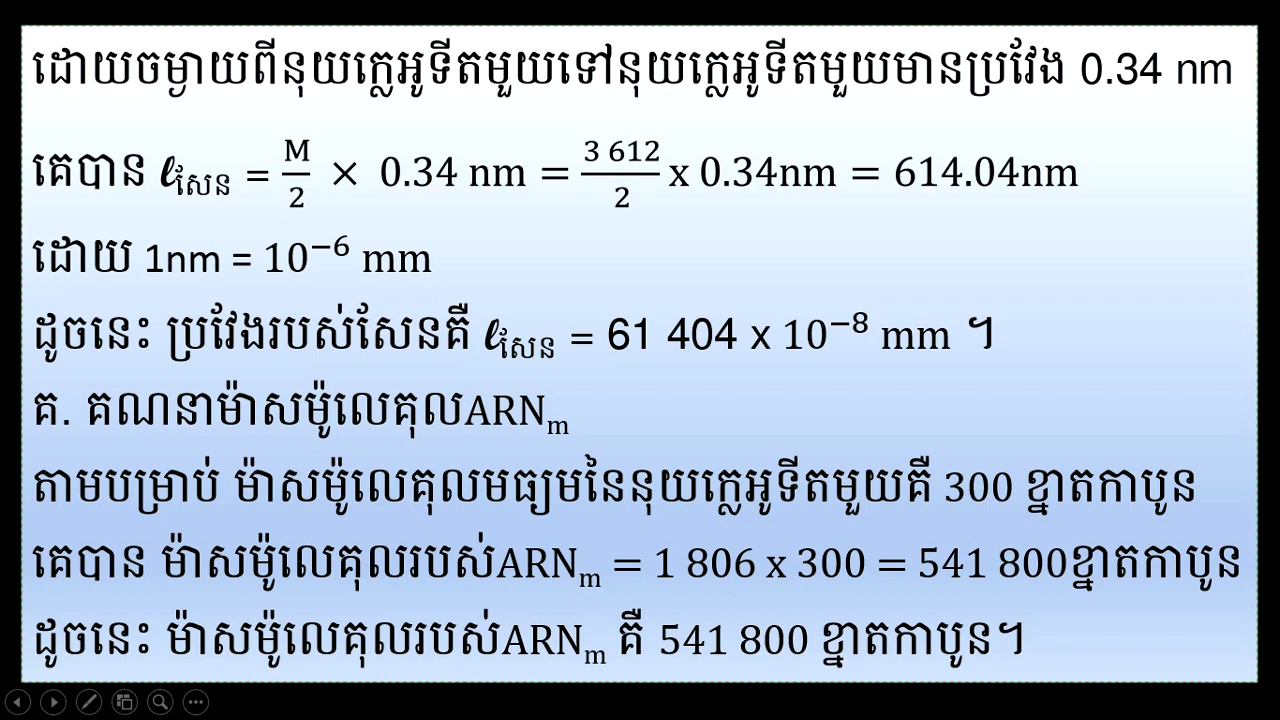 ដោយចម្ងាយពីនុយក្លេអូទីតមួយទៅនុយក្លេអូទីតមួយមានប្រវែង 0.34 nm
គេបាន ℓសែន = M/2 × 0.34 nm = 3 612/2 x 0.34nm = 614.04nm
ដោយ 1nm = 10⁻⁶ mm
ដូចនេះ ប្រវែងរបស់សែនគឺ ℓសែន = 61 404 x 10⁻⁸ mm ។
គ. គណនាម៉ាសម៉ូលេគុលARNₘ
តាមបម្រាប់ ម៉ាសម៉ូលេគុលមធ្យមនៃនុយក្លេអូទីតមួយគឺ 300 ខ្នាតកាបូន
គេបាន ម៉ាសម៉ូលេគុលរបស់ARNₘ = 1 806 x 300 = 541 800ខ្នាតកាបូន
ដូចនេះ ម៉ាសម៉ូលេគុលរបស់ARNₘ គឺ 541 800 ខ្នាតកាបូន។